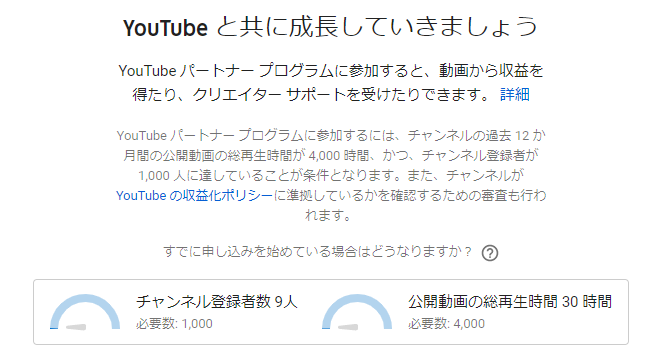 YouTube と共に成長していきましょう
YouTube パートナー プログラムに参加すると、動画から収益を
得たり、クリエイター サポートを受けたりできます。 詳細
YouTube パートナー プログラムに参加するには、チャンネルの過去 12 か
月間の公開動画の総再生時間が 4,000 時間、かつ、チャンネル登録者が
1,000 人に達していることが条件となります。また、チャンネルが
YouTube の収益化ポリシーに準拠しているかを確認するための審査も行わ
れます。
すでに申し込みを始めている場合はどうなりますか？ ?
チャンネル登録者数 9人
必要数: 1,000
公開動画の総再生時間 30 時間
必要数: 4,000